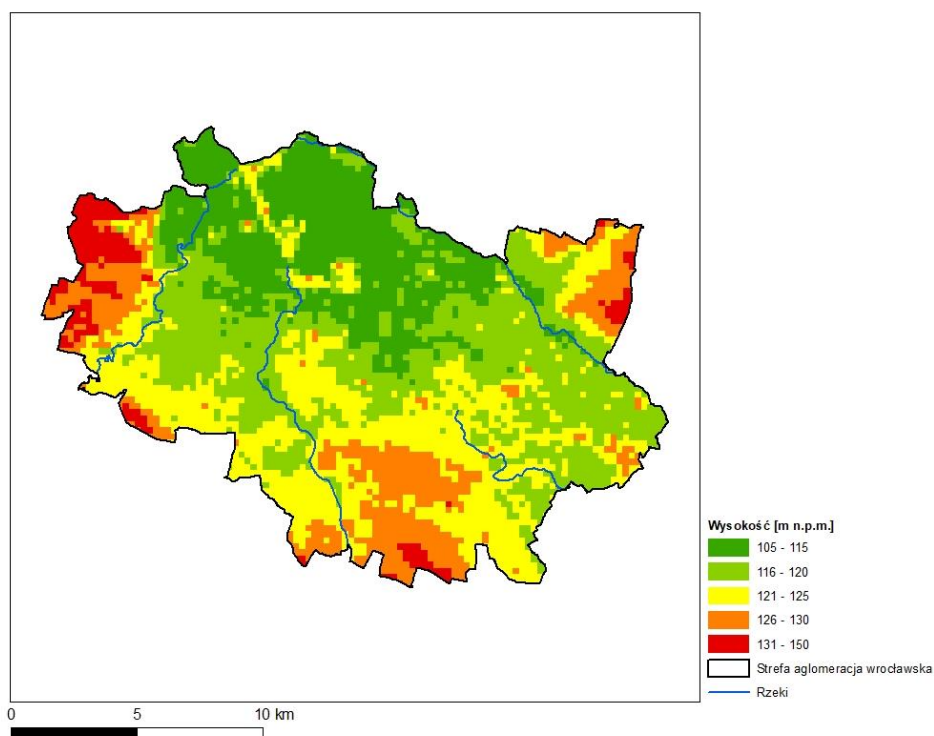 Wysokość [m n.p.m.]
105 - 115
116 - 120
121 - 125
126 - 130
131 - 150
Strefa aglomeracja wrocławska
Rzeki
0 5 10 km